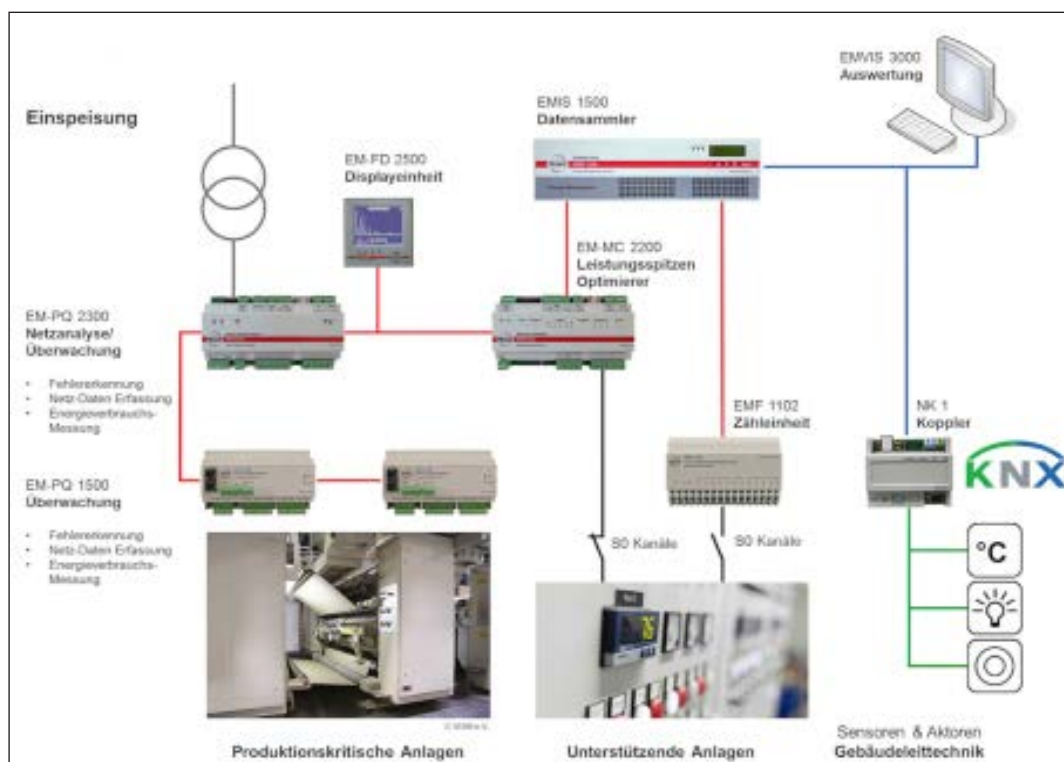 EMVIS 3000
Auswertung
Einspeisung
EMIS 1500
Datensammler
EM-FD 2500
Displayeinheit
EM-MC 2200
Leistungsspitzen
Optimierer
EM-PQ 2300
Netzanalyse/
Überwachung
• Fehlererkennung
• Netz-Daten Erfassung
• Energieverbrauchs-
Messung
EMF 1102
Zähleinheit
NK 1
Koppler
KNX
EM-PQ 1500
Überwachung
• Fehlererkennung
• Netz-Daten Erfassung
• Energieverbrauchs-
Messung
S0 Kanäle
S0 Kanäle
°C
Produktionskritische Anlagen
Unterstützende Anlagen
Sensoren & Aktoren
Gebäudeleittechnik